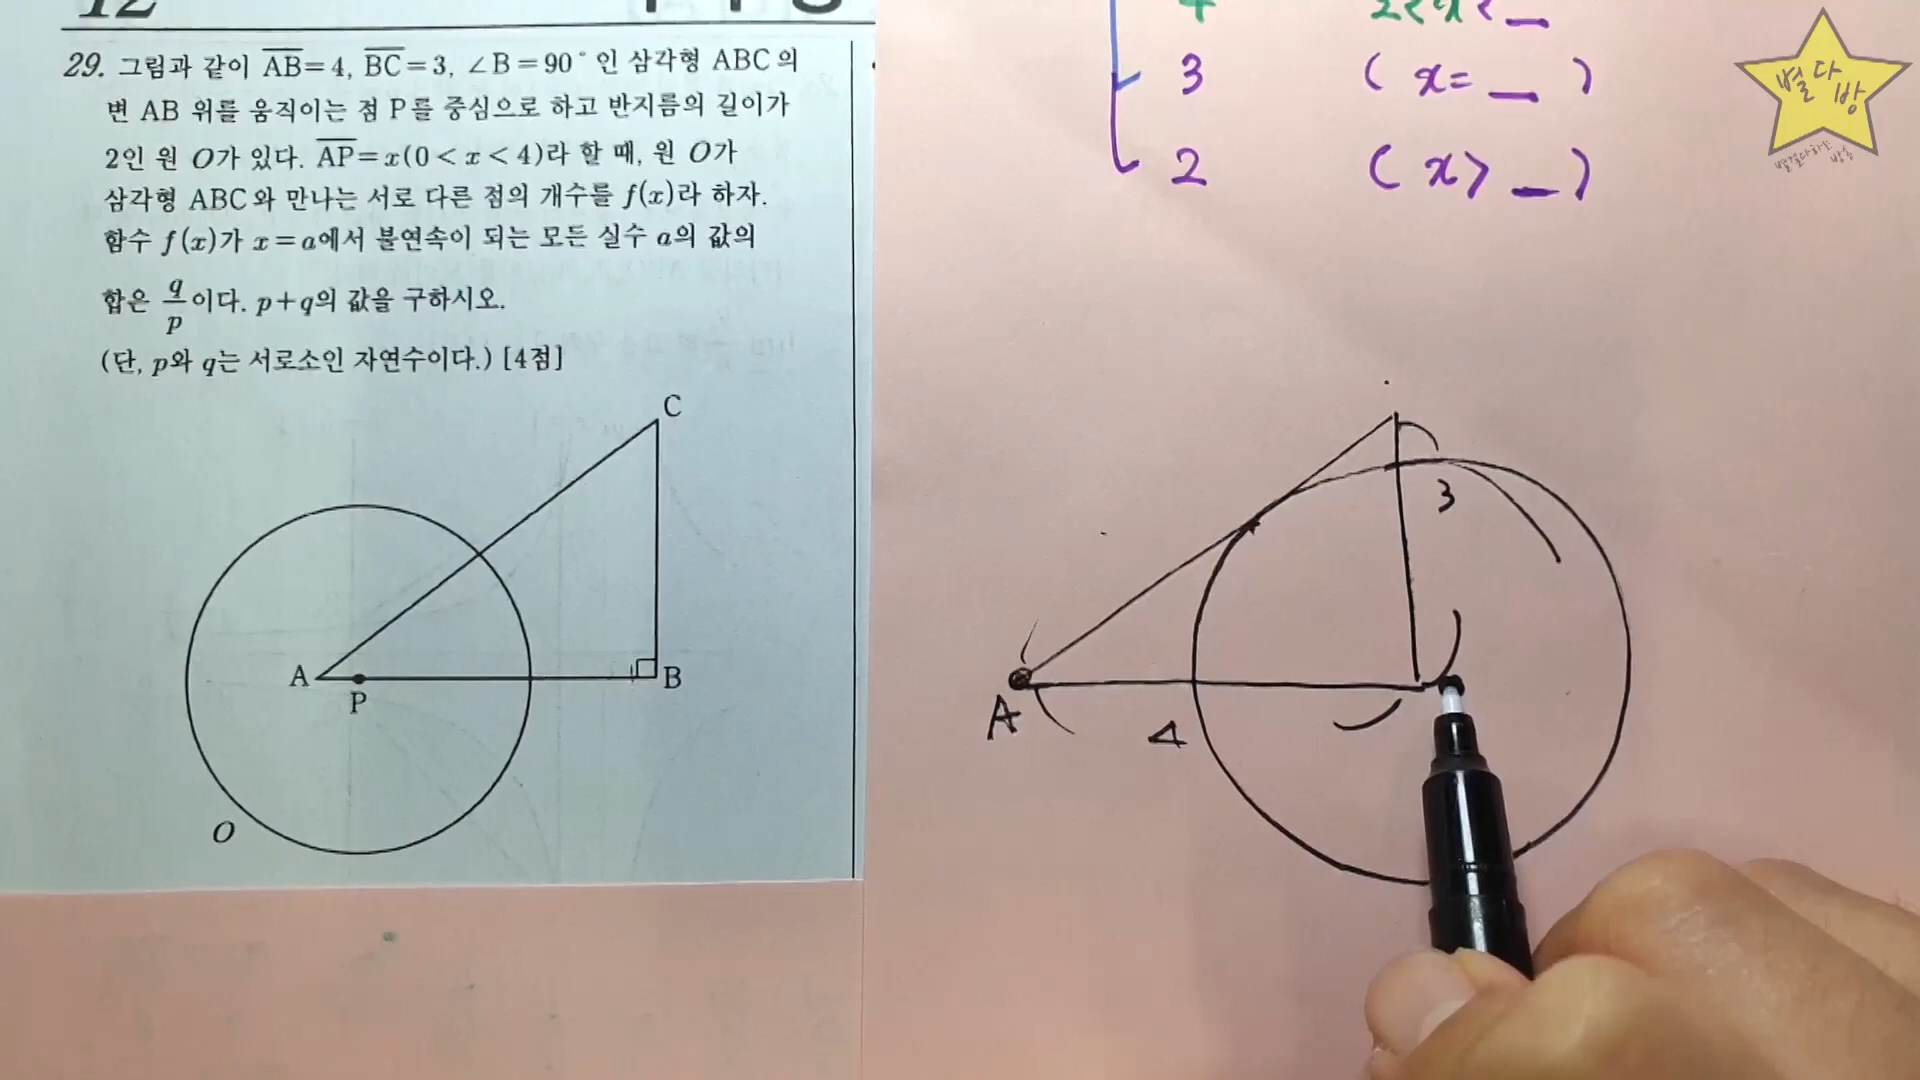 12
29. 그림과 같이 AB=4, BC=3, ∠B=90°인 삼각형 ABC의
변 AB 위를 움직이는 점 P를 중심으로 하고 반지름의 길이가
2인 원 O가 있다. AP=x(0<x<4)라 할 때, 원 O가
삼각형 ABC와 만나는 서로 다른 점의 개수를 f(x)라 하자.
함수 f(x)가 x=a에서 불연속이 되는 모든 실수 a의 값의
합은 q/p이다. p+q의 값을 구하시오.
(단, p와 q는 서로소인 자연수이다.) [4점]
C
A
P
B
O
4 2<x<_
3 ( x=_ )
2 ( x>_ )
3
A
4
별다방